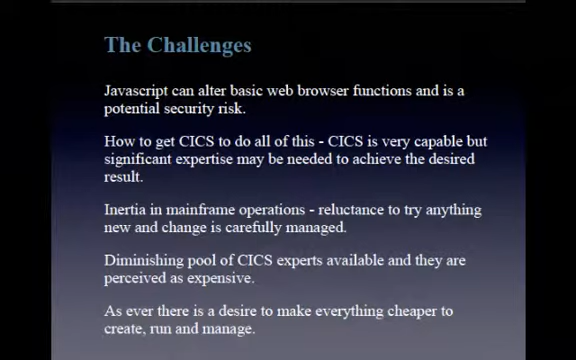 The Challenges
Javascript can alter basic web browser functions and is a
potential security risk.
How to get CICS to do all of this - CICS is very capable but
significant expertise may be needed to achieve the desired
result.
Inertia in mainframe operations - reluctance to try anything
new and change is carefully managed.
Diminishing pool of CICS experts available and they are
perceived as expensive.
As ever there is a desire to make everything cheaper to
create, run and manage.